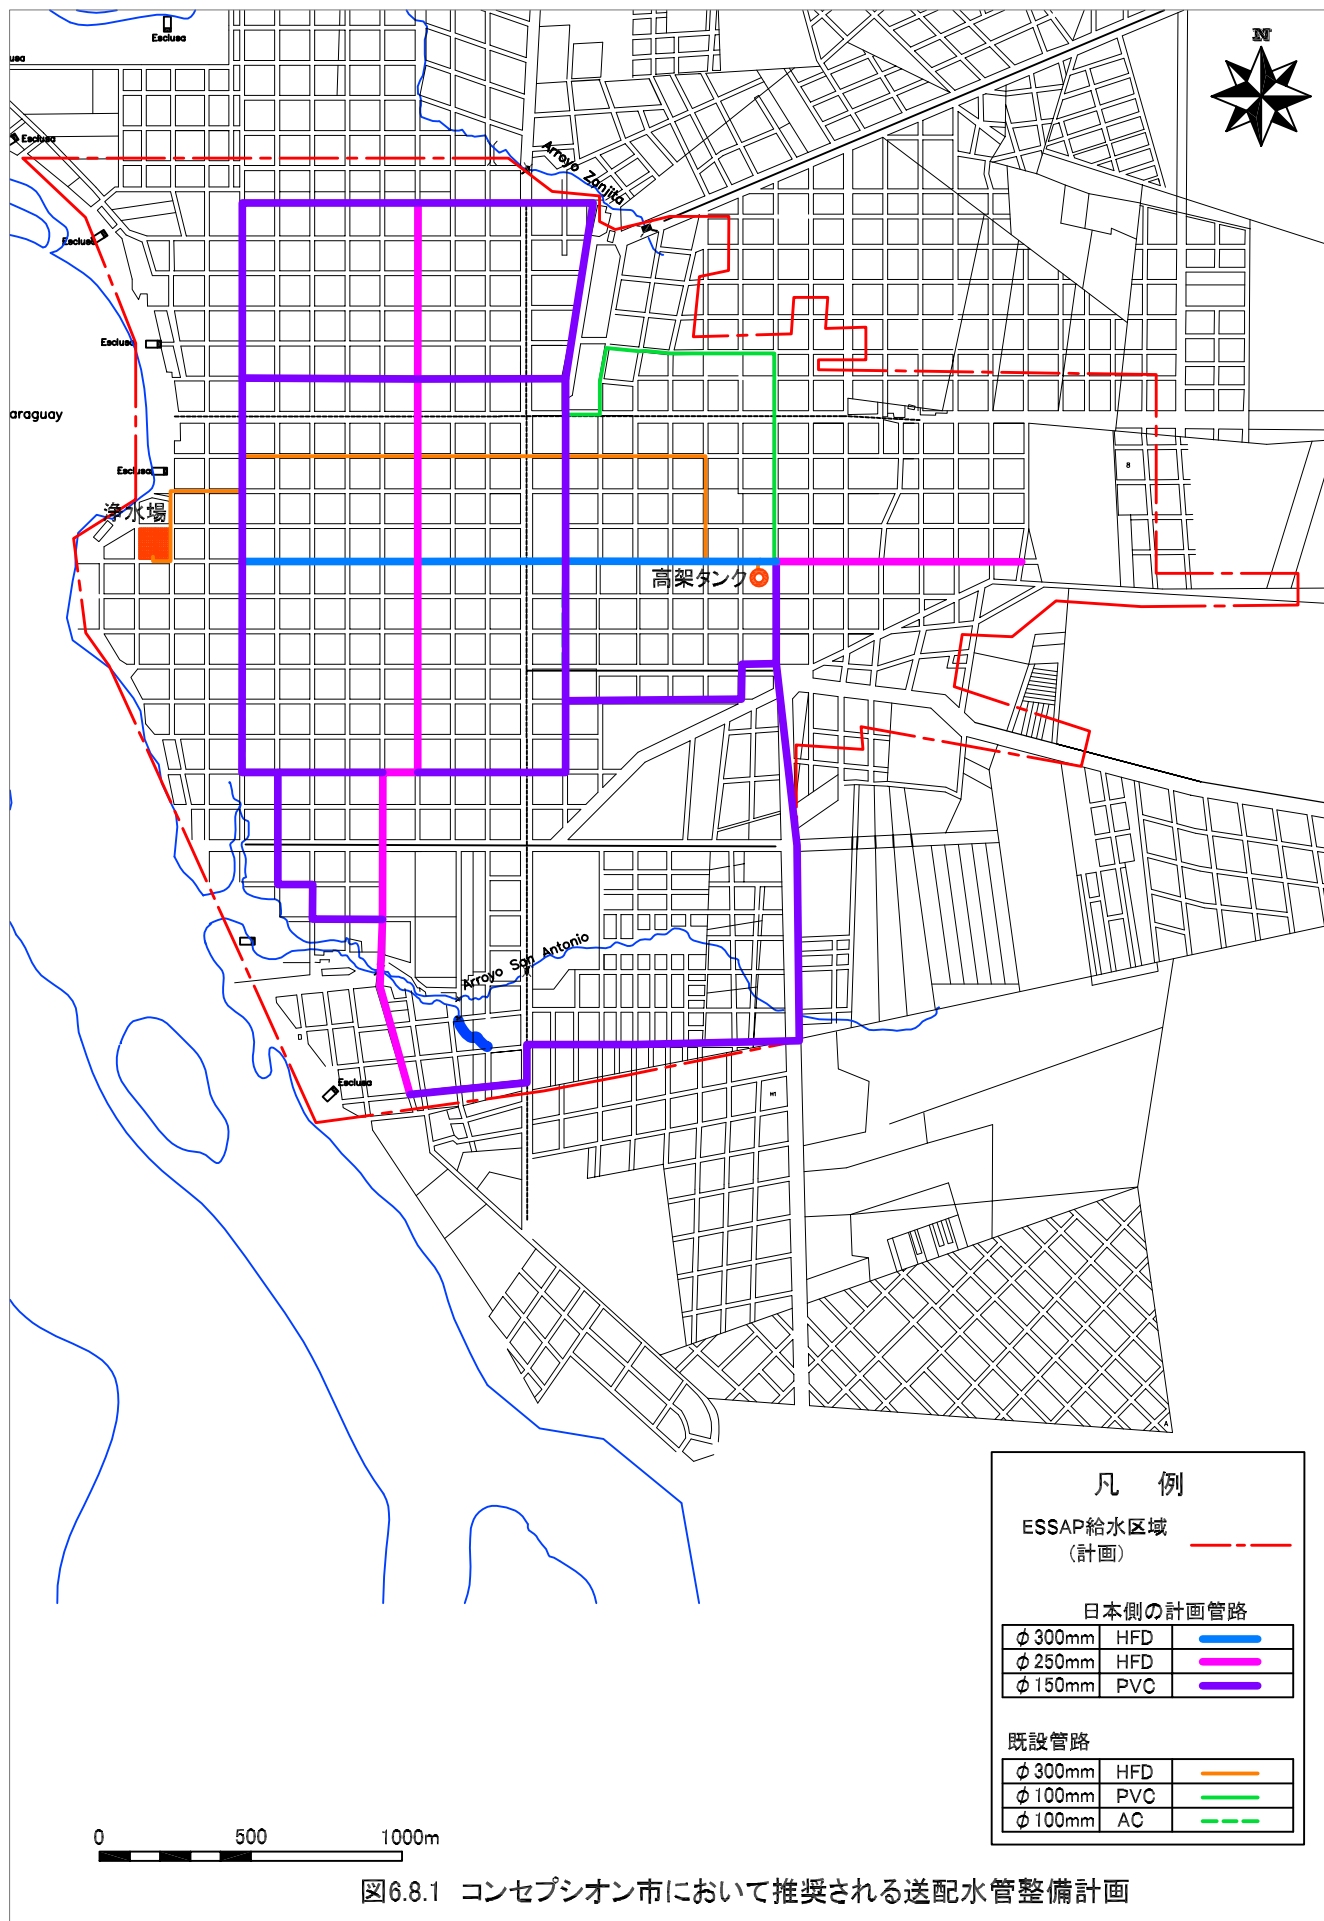 Esclusa
usa
N
Esclusa
Arroyo Zanjita
Esclusa
Esclusa
araguay
Esclusa
8
浄水場
高架タンク
Arroyo San Antonio
Esclusa
H1
A
凡 例
ESSAP給水区域
(計画)
日本側の計画管路
φ300mm HFD
φ250mm HFD
φ150mm PVC
既設管路
φ300mm HFD
φ100mm PVC
φ100mm AC
0 500 1000m
図6.8.1 コンセプシオン市において推奨される送配水管整備計画